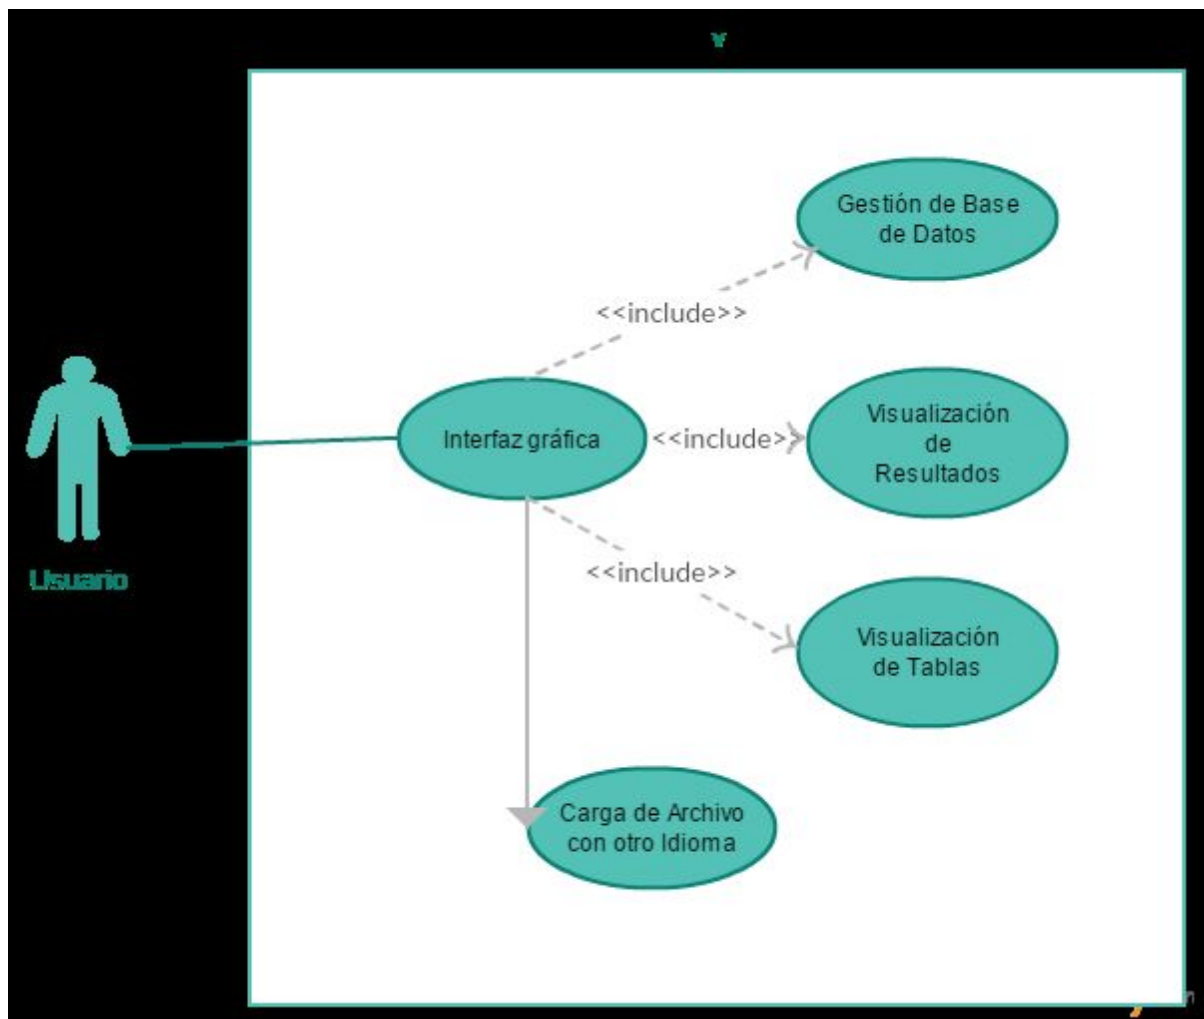 Gestión de Base
de Datos
<<include>>
Interfaz gráfica
<<include>>
Visualización
de
Resultados
Usuario
<<include>>
Visualización
de Tablas
Carga de Archivo
con otro Idioma